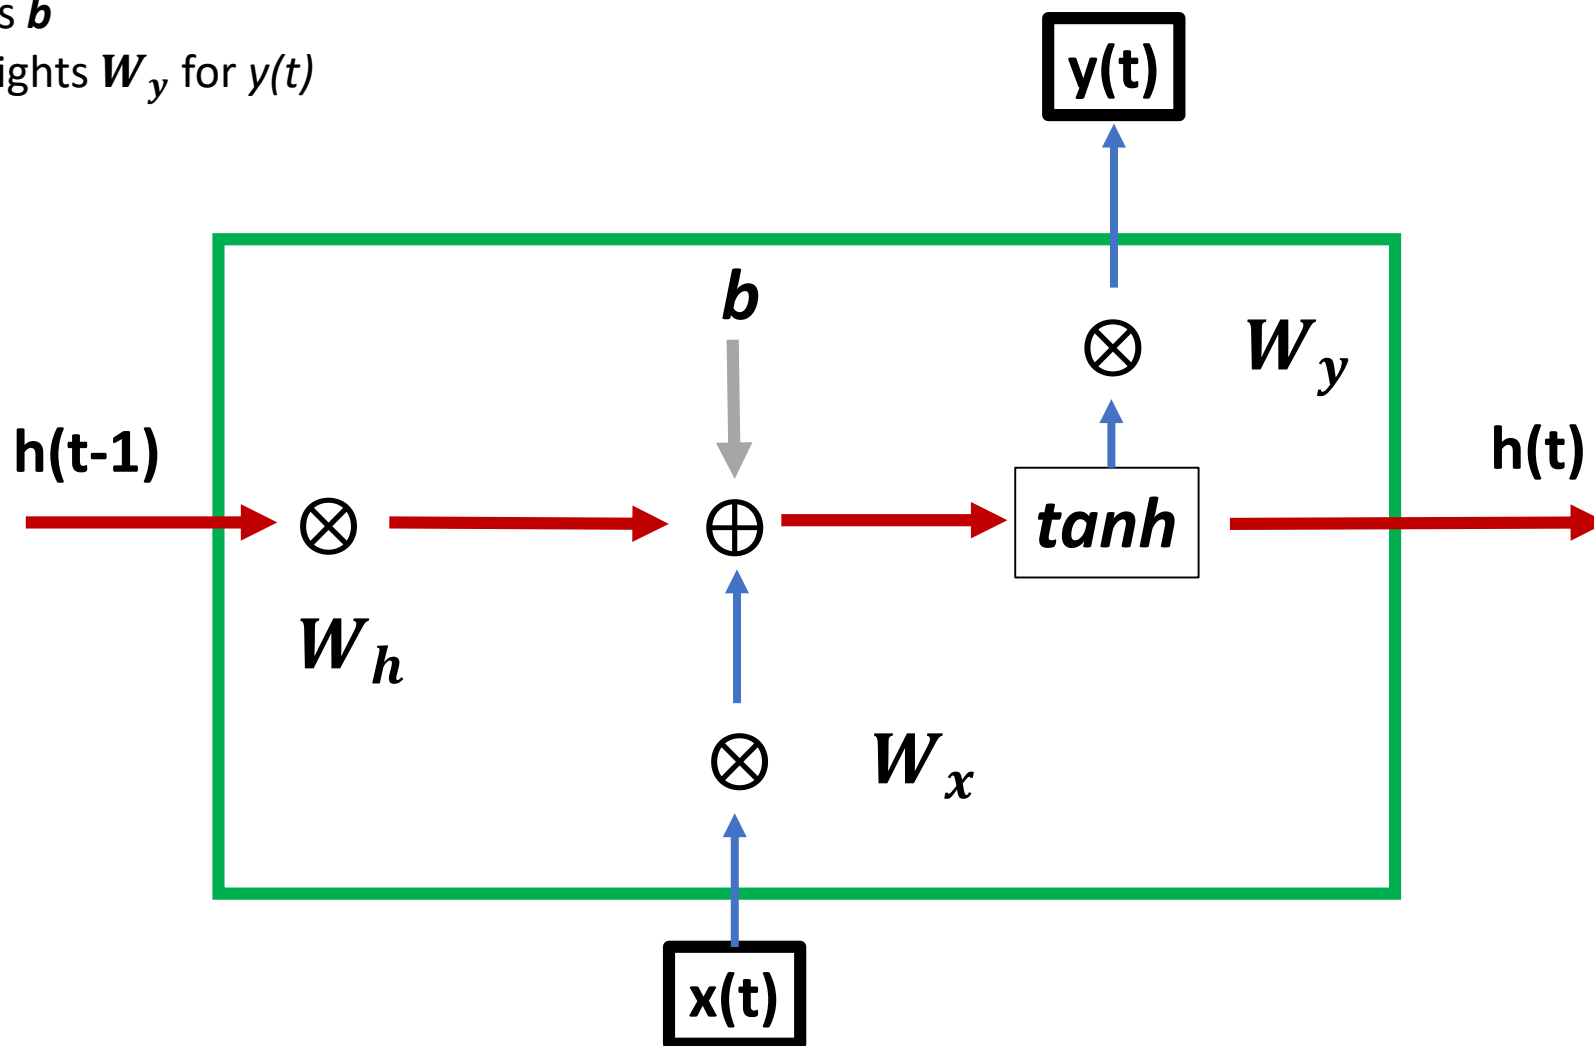 s b
ights W_y for y(t)
y(t)
b
W_y
h(t-1)
h(t)
tanh
W_h
W_x
x(t)